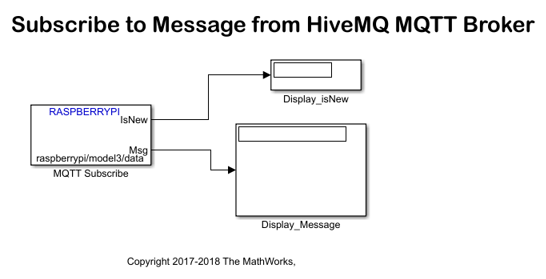 Subscribe to Message from HiveMQ MQTT Broker
RASPBERRYPI
IsNew
Msg
raspberrypi/model3/data
MQTT Subscribe
Display_isNew
Display_Message
Copyright 2017-2018 The MathWorks,